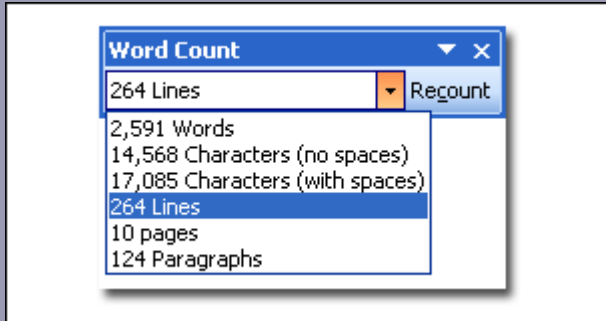 Word Count
264 Lines
Recount
2,591 Words
14,568 Characters (no spaces)
17,085 Characters (with spaces)
264 Lines
10 pages
124 Paragraphs